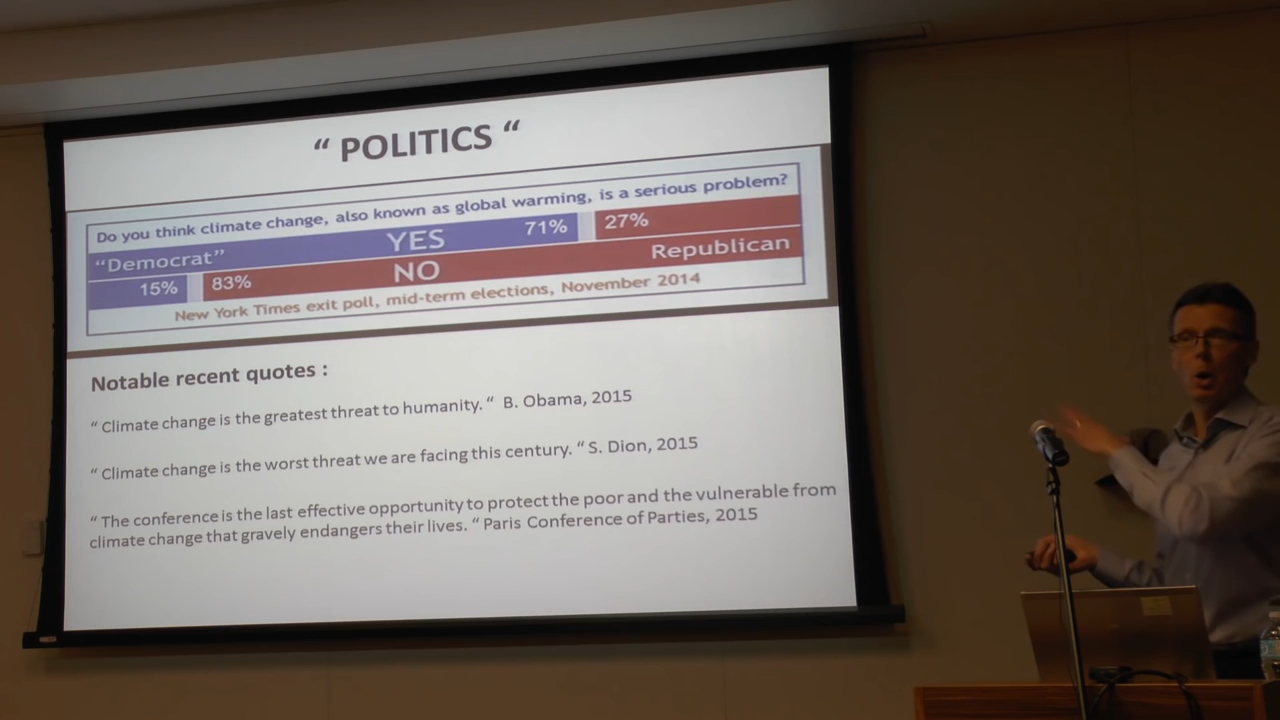 “ POLITICS “
Do you think climate change, also known as global warming, is a serious problem?
“Democrat” YES 71% 27%
15% 83% NO Republican
New York Times exit poll, mid-term elections, November 2014
Notable recent quotes :
“ Climate change is the greatest threat to humanity. “ B. Obama, 2015
“ Climate change is the worst threat we are facing this century. “ S. Dion, 2015
“ The conference is the last effective opportunity to protect the poor and the vulnerable from
climate change that gravely endangers their lives. “ Paris Conference of Parties, 2015